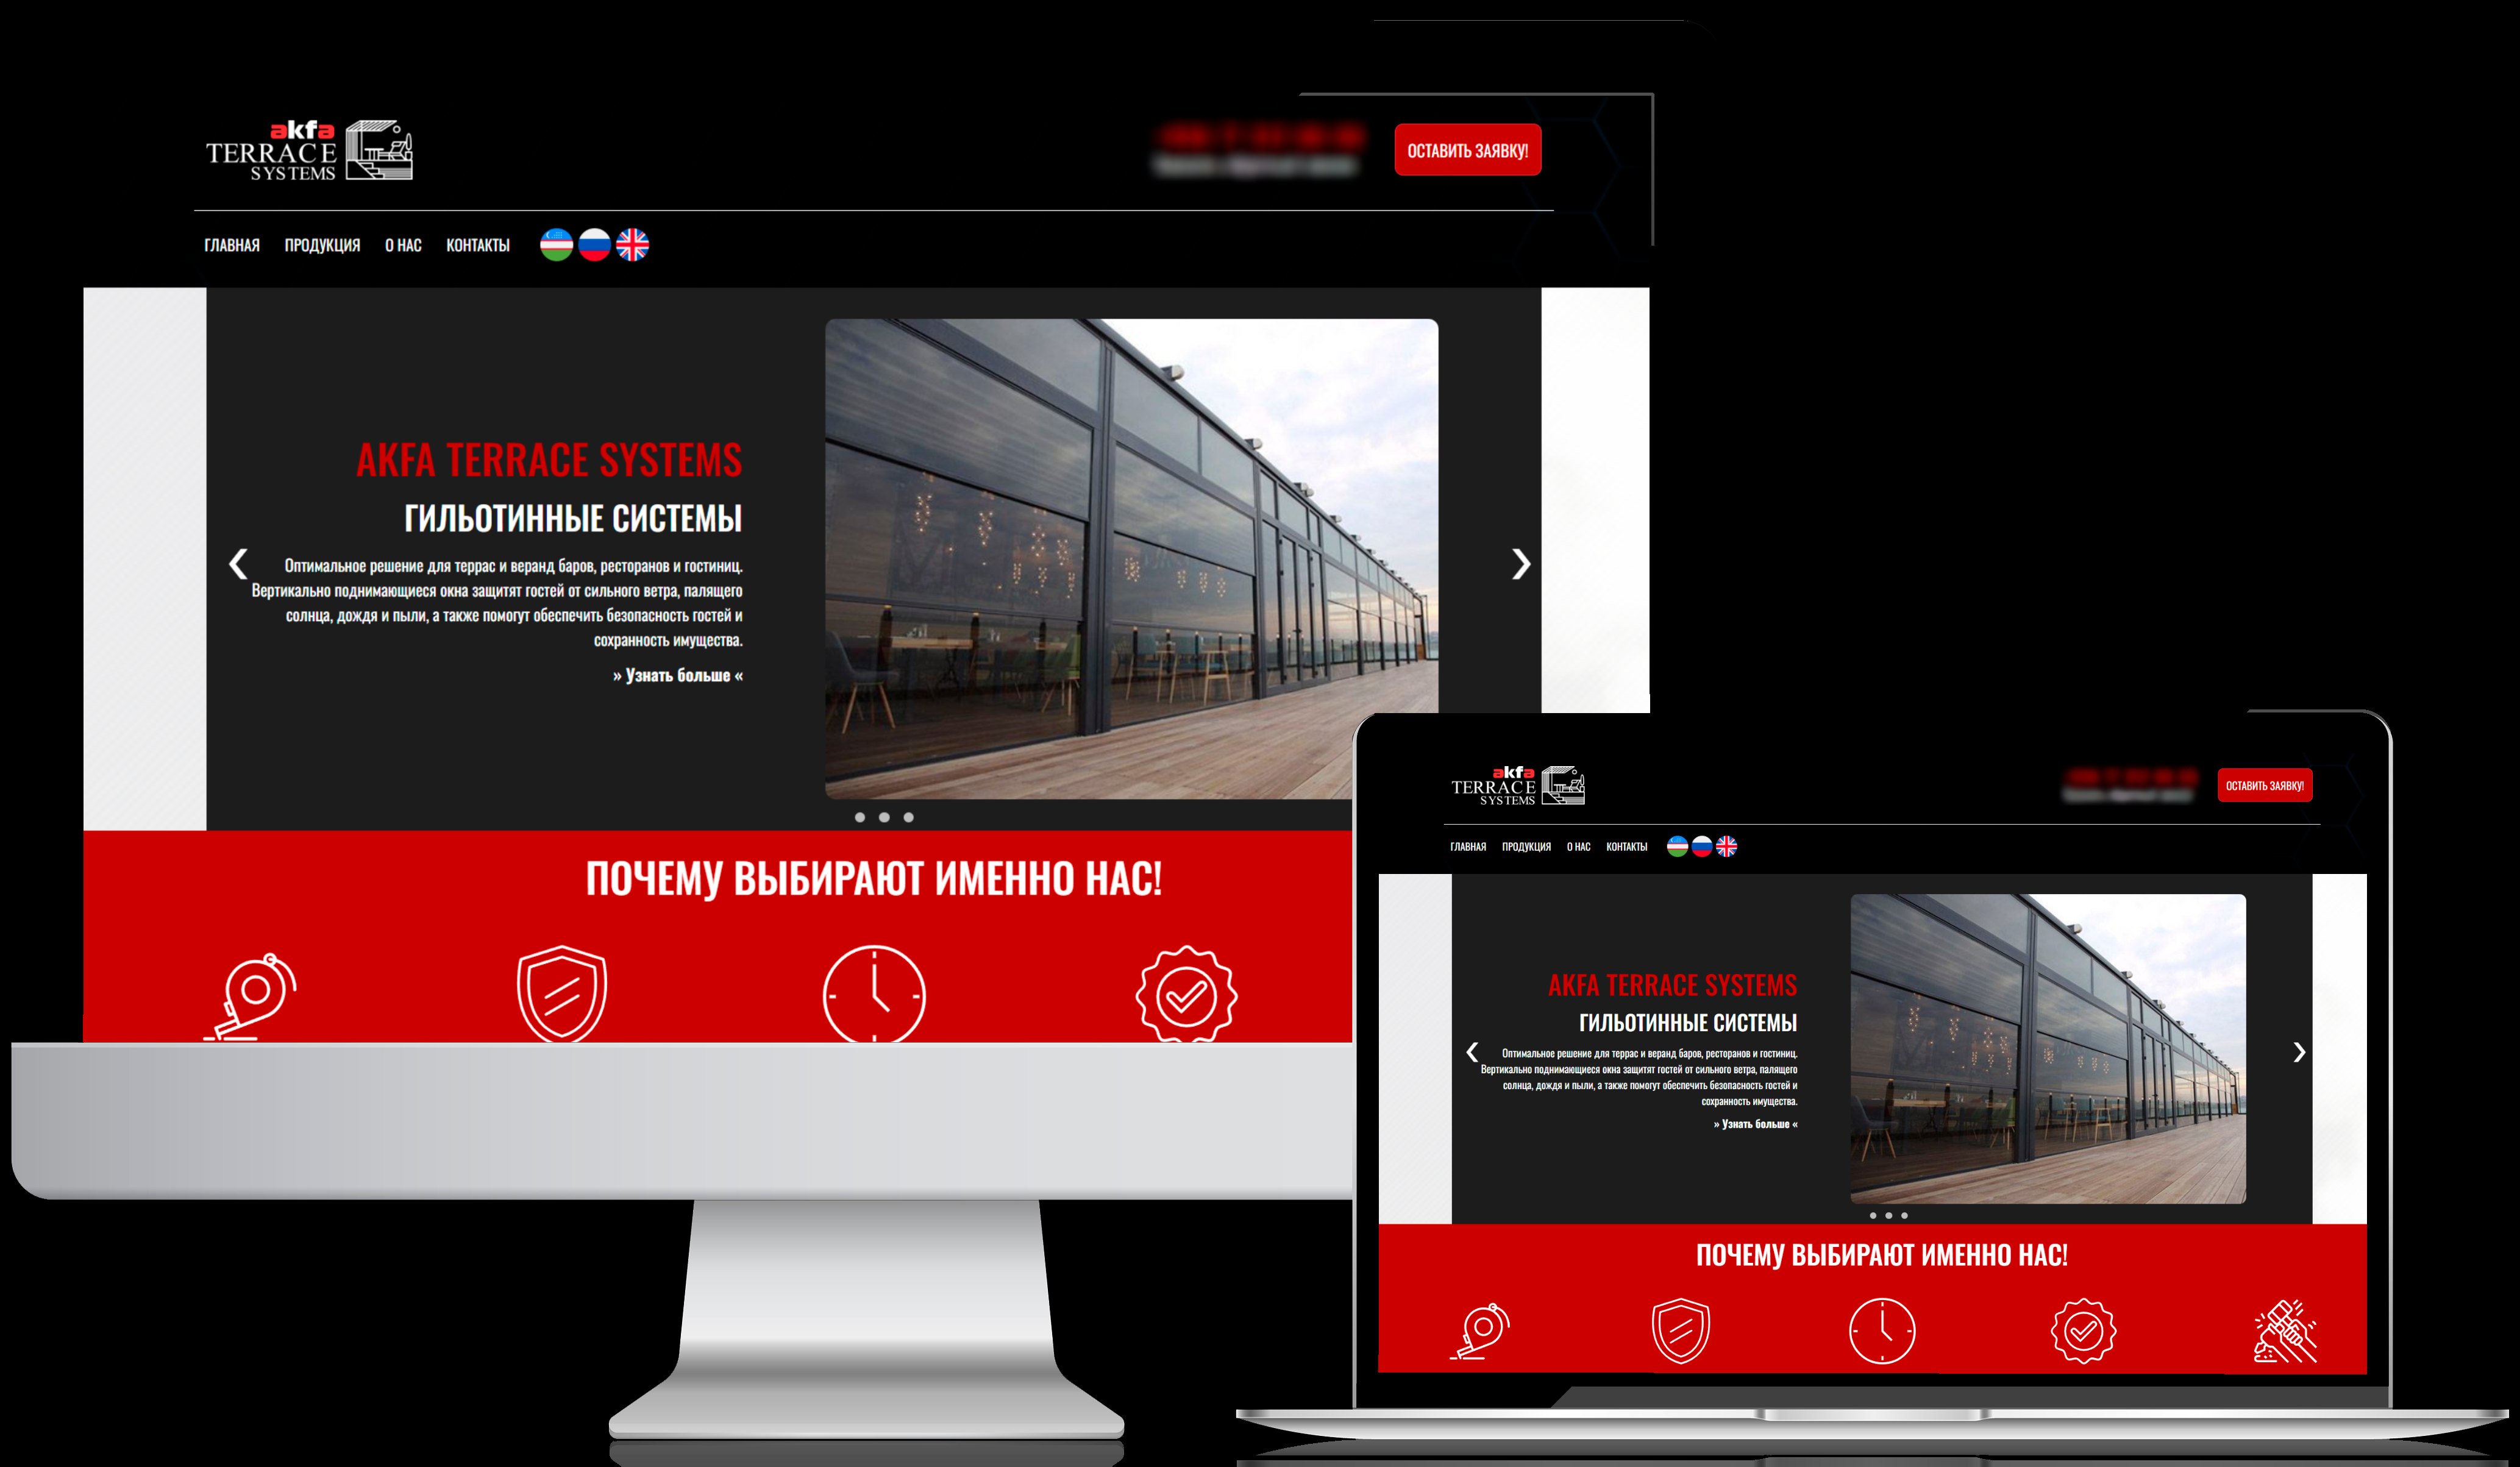 akfa
TERRACE
SYSTEMS
ОСТАВИТЬ ЗАЯВКУ!
ГЛАВНАЯ ПРОДУКЦИЯ О НАС КОНТАКТЫ
AKFA TERRACE SYSTEMS
ГИЛЬОТИННЫЕ СИСТЕМЫ
Оптимальное решение для террас и веранд баров, ресторанов и гостиниц.
Вертикально поднимающиеся окна защитят гостей от сильного ветра, палящего
солнца, дождя и пыли, а также помогут обеспечить безопасность гостей и
сохранность имущества.
» Узнать больше «
ПОЧЕМУ ВЫБИРАЮТ ИМЕННО НАС!
akfa
TERRACE
SYSTEMS
ОСТАВИТЬ ЗАЯВКУ!
ГЛАВНАЯ ПРОДУКЦИЯ О НАС КОНТАКТЫ
AKFA TERRACE SYSTEMS
ГИЛЬОТИННЫЕ СИСТЕМЫ
Оптимальное решение для террас и веранд баров, ресторанов и гостиниц.
Вертикально поднимающиеся окна защитят гостей от сильного ветра, палящего
солнца, дождя и пыли, а также помогут обеспечить безопасность гостей и
сохранность имущества.
» Узнать больше «
ПОЧЕМУ ВЫБИРАЮТ ИМЕННО НАС!